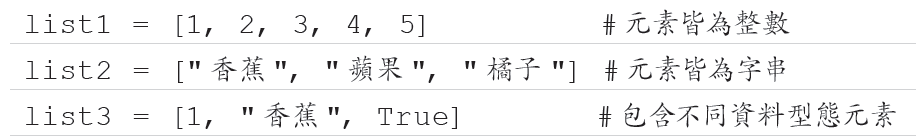 list1 = [1, 2, 3, 4, 5] #元素皆為整數
list2 = ["香蕉", "蘋果", "橘子"] #元素皆為字串
list3 = [1, "香蕉", True] #包含不同資料型態元素